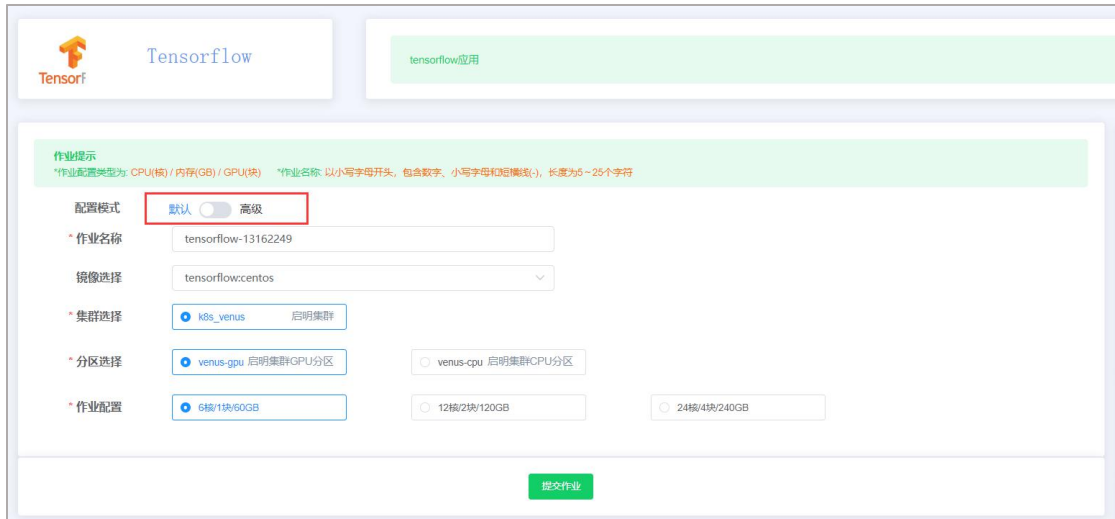 TensorF
Tensorflow
tensorflow应用
作业提示
*作业配置类型为: CPU(核) / 内存(GB) / GPU(块) *作业名称: 以小写字母开头，包含数字、小写字母和短横线(-)，长度为5~25个字符
配置模式 默认 高级
* 作业名称 tensorflow-13162249
镜像选择 tensorflow:centos
* 集群选择 k8s_venus 启明集群
* 分区选择 venus-gpu 启明集群GPU分区 venus-cpu 启明集群CPU分区
* 作业配置 6核/1块/60GB 12核/2块/120GB 24核/4块/240GB
提交作业